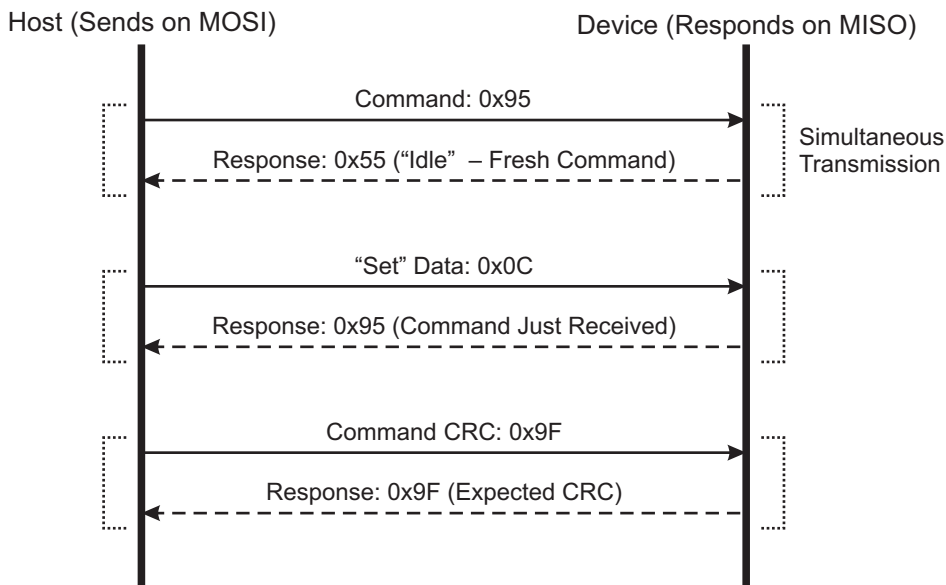 Host (Sends on MOSI)
Device (Responds on MISO)
Command: 0x95
Response: 0x55 (“Idle” – Fresh Command)
Simultaneous
Transmission
“Set” Data: 0x0C
Response: 0x95 (Command Just Received)
Command CRC: 0x9F
Response: 0x9F (Expected CRC)